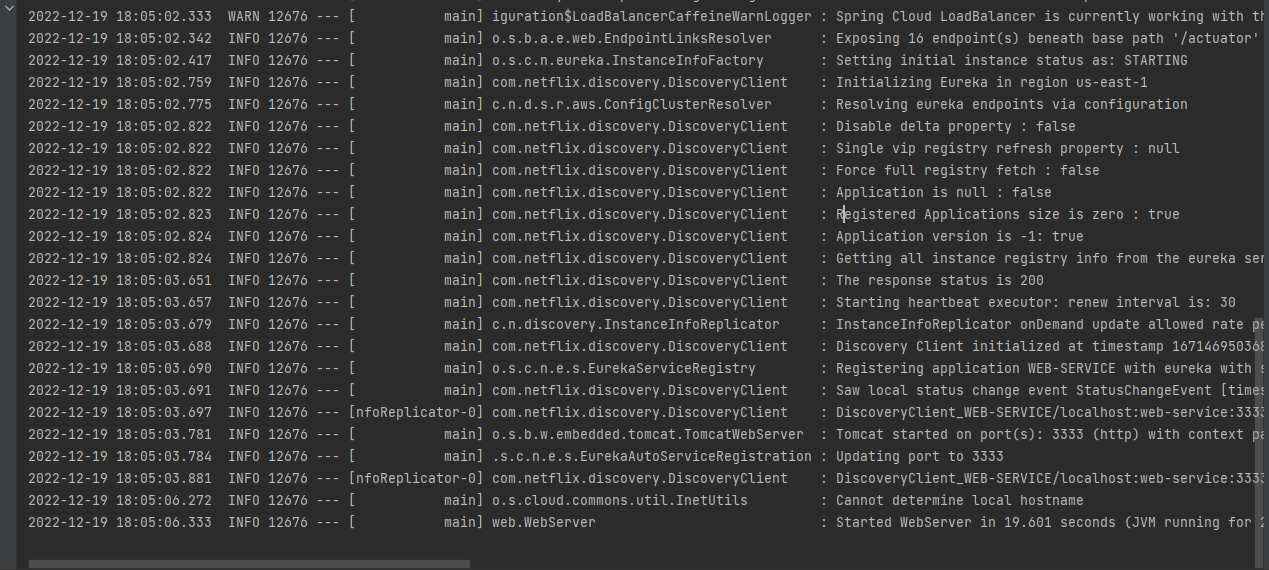 2022-12-19 18:05:02.333  WARN 12676 --- [           main] iguration$LoadBalancerCaffeineWarnLogger : Spring Cloud LoadBalancer is currently working with th
2022-12-19 18:05:02.342  INFO 12676 --- [           main] o.s.b.a.e.web.EndpointLinksResolver      : Exposing 16 endpoint(s) beneath base path '/actuator'
2022-12-19 18:05:02.417  INFO 12676 --- [           main] o.s.c.n.eureka.InstanceInfoFactory       : Setting initial instance status as: STARTING
2022-12-19 18:05:02.759  INFO 12676 --- [           main] com.netflix.discovery.DiscoveryClient    : Initializing Eureka in region us-east-1
2022-12-19 18:05:02.775  INFO 12676 --- [           main] c.n.d.s.r.aws.ConfigClusterResolver      : Resolving eureka endpoints via configuration
2022-12-19 18:05:02.822  INFO 12676 --- [           main] com.netflix.discovery.DiscoveryClient    : Disable delta property : false
2022-12-19 18:05:02.822  INFO 12676 --- [           main] com.netflix.discovery.DiscoveryClient    : Single vip registry refresh property : null
2022-12-19 18:05:02.822  INFO 12676 --- [           main] com.netflix.discovery.DiscoveryClient    : Force full registry fetch : false
2022-12-19 18:05:02.822  INFO 12676 --- [           main] com.netflix.discovery.DiscoveryClient    : Application is null : false
2022-12-19 18:05:02.823  INFO 12676 --- [           main] com.netflix.discovery.DiscoveryClient    : Registered Applications size is zero : true
2022-12-19 18:05:02.824  INFO 12676 --- [           main] com.netflix.discovery.DiscoveryClient    : Application version is -1: true
2022-12-19 18:05:02.824  INFO 12676 --- [           main] com.netflix.discovery.DiscoveryClient    : Getting all instance registry info from the eureka ser
2022-12-19 18:05:03.651  INFO 12676 --- [           main] com.netflix.discovery.DiscoveryClient    : The response status is 200
2022-12-19 18:05:03.657  INFO 12676 --- [           main] com.netflix.discovery.DiscoveryClient    : Starting heartbeat executor: renew interval is: 30
2022-12-19 18:05:03.679  INFO 12676 --- [           main] c.n.discovery.InstanceInfoReplicator     : InstanceInfoReplicator onDemand update allowed rate pe
2022-12-19 18:05:03.688  INFO 12676 --- [           main] com.netflix.discovery.DiscoveryClient    : Discovery Client initialized at timestamp 167146950368
2022-12-19 18:05:03.690  INFO 12676 --- [           main] o.s.c.n.e.s.EurekaServiceRegistry        : Registering application WEB-SERVICE with eureka with s
2022-12-19 18:05:03.691  INFO 12676 --- [           main] com.netflix.discovery.DiscoveryClient    : Saw local status change event StatusChangeEvent [times
2022-12-19 18:05:03.697  INFO 12676 --- [nfoReplicator-0] com.netflix.discovery.DiscoveryClient    : DiscoveryClient_WEB-SERVICE/localhost:web-service:3333
2022-12-19 18:05:03.781  INFO 12676 --- [           main] o.s.b.w.embedded.tomcat.TomcatWebServer  : Tomcat started on port(s): 3333 (http) with context pa
2022-12-19 18:05:03.784  INFO 12676 --- [           main] .s.c.n.e.s.EurekaAutoServiceRegistration : Updating port to 3333
2022-12-19 18:05:03.881  INFO 12676 --- [nfoReplicator-0] com.netflix.discovery.DiscoveryClient    : DiscoveryClient_WEB-SERVICE/localhost:web-service:3333
2022-12-19 18:05:06.272  INFO 12676 --- [           main] o.s.cloud.commons.util.InetUtils         : Cannot determine local hostname
2022-12-19 18:05:06.333  INFO 12676 --- [           main] web.WebServer                            : Started WebServer in 19.601 seconds (JVM running for 2